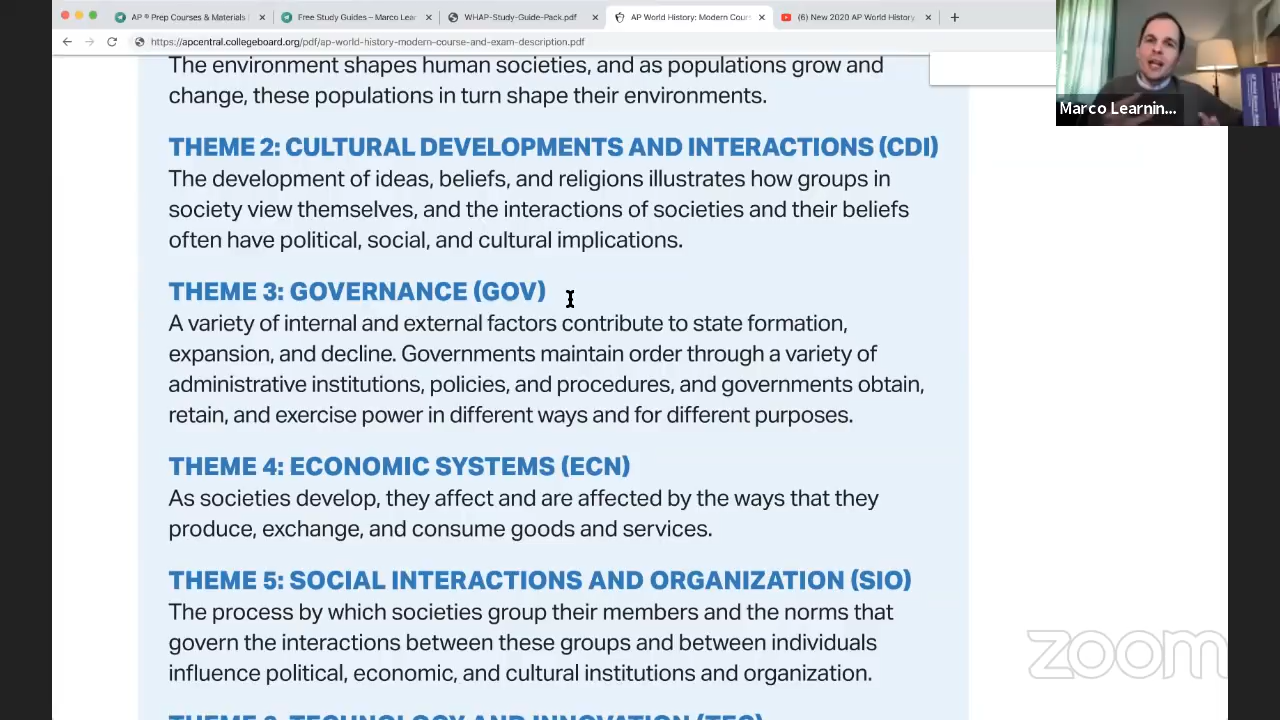 AP ® Prep Courses & Materials
Free Study Guides – Marco Lear
WHAP-Study-Guide-Pack.pdf
AP World History: Modern Cour
(6) New 2020 AP World History
https://apcentral.collegeboard.org/pdf/ap-world-history-modern-course-and-exam-description.pdf
Marco Learnin...
The environment shapes human societies, and as populations grow and
change, these populations in turn shape their environments.
THEME 2: CULTURAL DEVELOPMENTS AND INTERACTIONS (CDI)
The development of ideas, beliefs, and religions illustrates how groups in
society view themselves, and the interactions of societies and their beliefs
often have political, social, and cultural implications.
THEME 3: GOVERNANCE (GOV)
A variety of internal and external factors contribute to state formation,
expansion, and decline. Governments maintain order through a variety of
administrative institutions, policies, and procedures, and governments obtain,
retain, and exercise power in different ways and for different purposes.
THEME 4: ECONOMIC SYSTEMS (ECN)
As societies develop, they affect and are affected by the ways that they
produce, exchange, and consume goods and services.
THEME 5: SOCIAL INTERACTIONS AND ORGANIZATION (SIO)
The process by which societies group their members and the norms that
govern the interactions between these groups and between individuals
influence political, economic, and cultural institutions and organization.
zoom